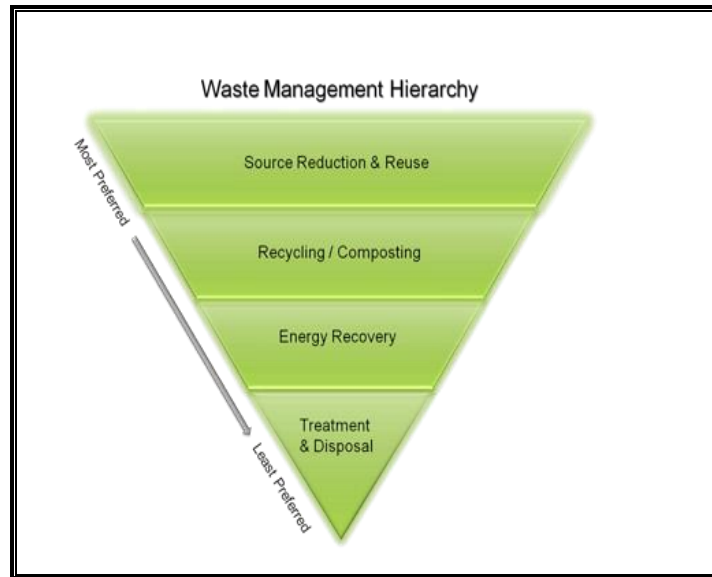 Waste Management Hierarchy
Most Preferred
Source Reduction & Reuse
Recycling / Composting
Energy Recovery
Treatment
& Disposal
Least Preferred